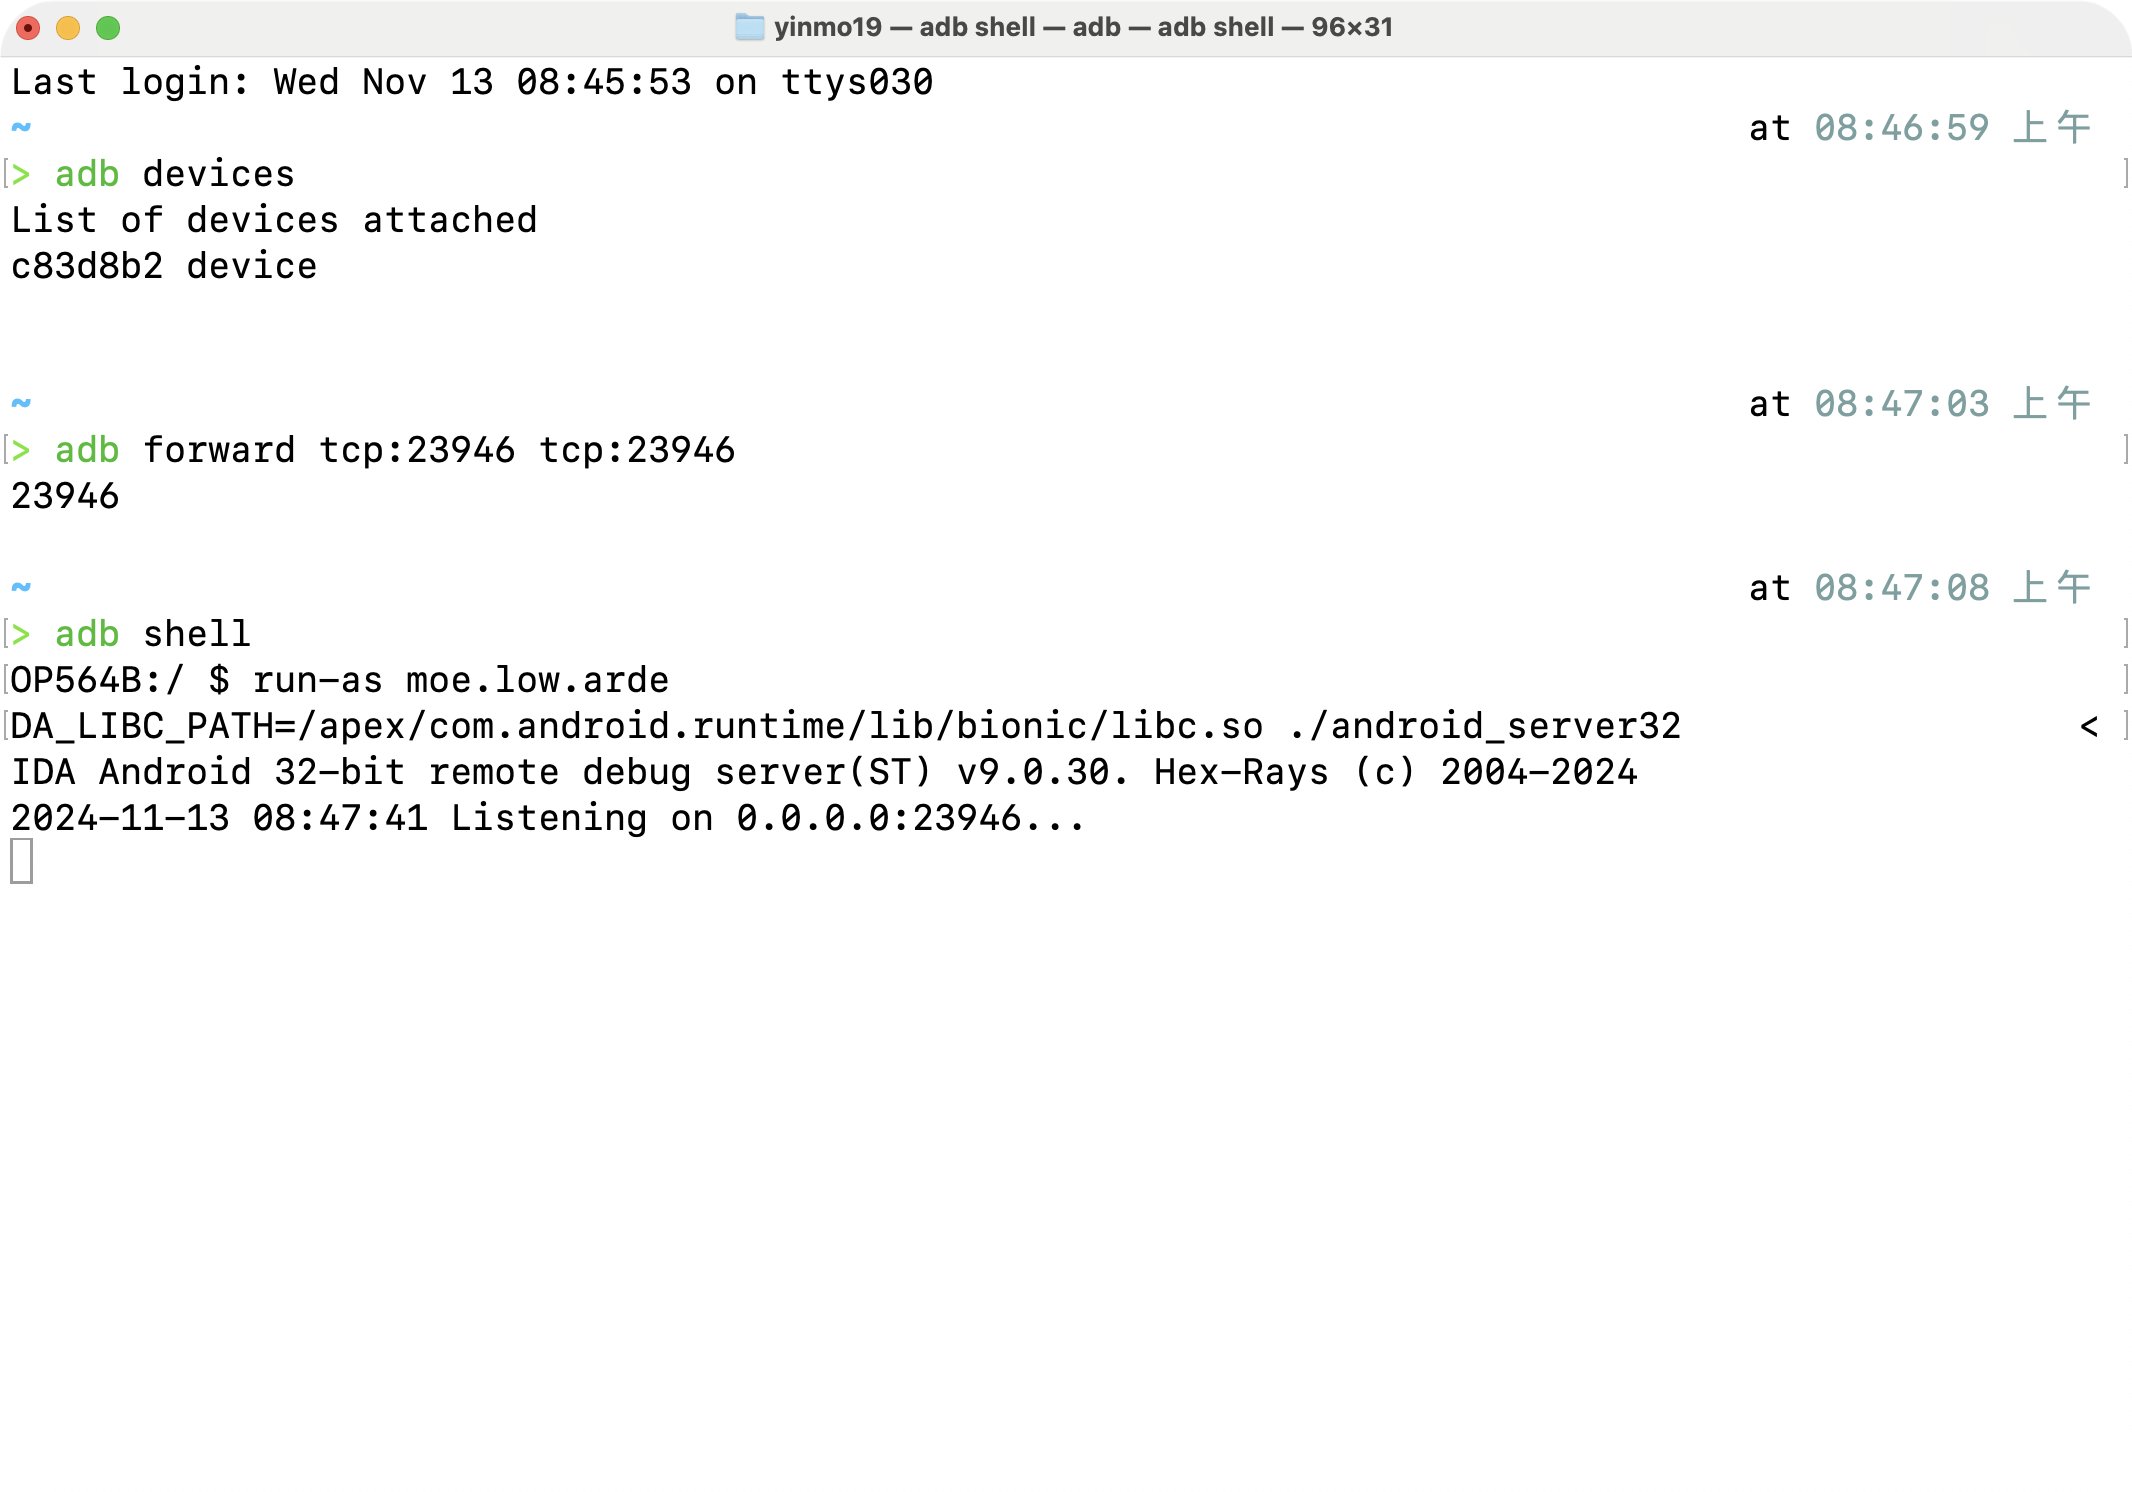 yinmo19 — adb shell — adb — adb shell — 96×31
Last login: Wed Nov 13 08:45:53 on ttys030
~ at 08:46:59 上午
> adb devices
List of devices attached
c83d8b2 device
~ at 08:47:03 上午
> adb forward tcp:23946 tcp:23946
23946
~ at 08:47:08 上午
> adb shell
OP564B:/ $ run-as moe.low.arde
DA_LIBC_PATH=/apex/com.android.runtime/lib/bionic/libc.so ./android_server32 <
IDA Android 32-bit remote debug server(ST) v9.0.30. Hex-Rays (c) 2004-2024
2024-11-13 08:47:41 Listening on 0.0.0.0:23946...